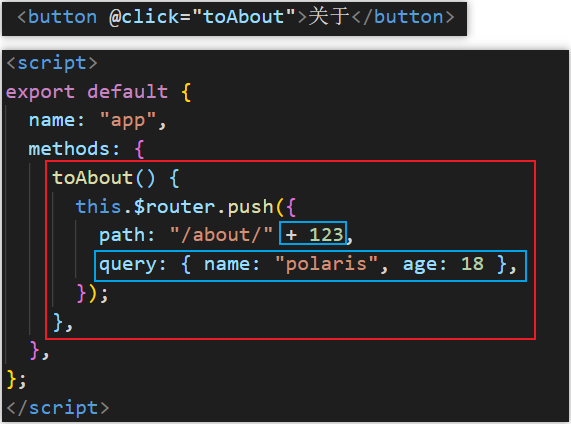 <button @click="toAbout">关于</button>
<script>
export default {
name: "app",
methods: {
toAbout() {
this.$router.push({
path: "/about/" + 123,
query: { name: "polaris", age: 18 },
});
},
},
};
</script>